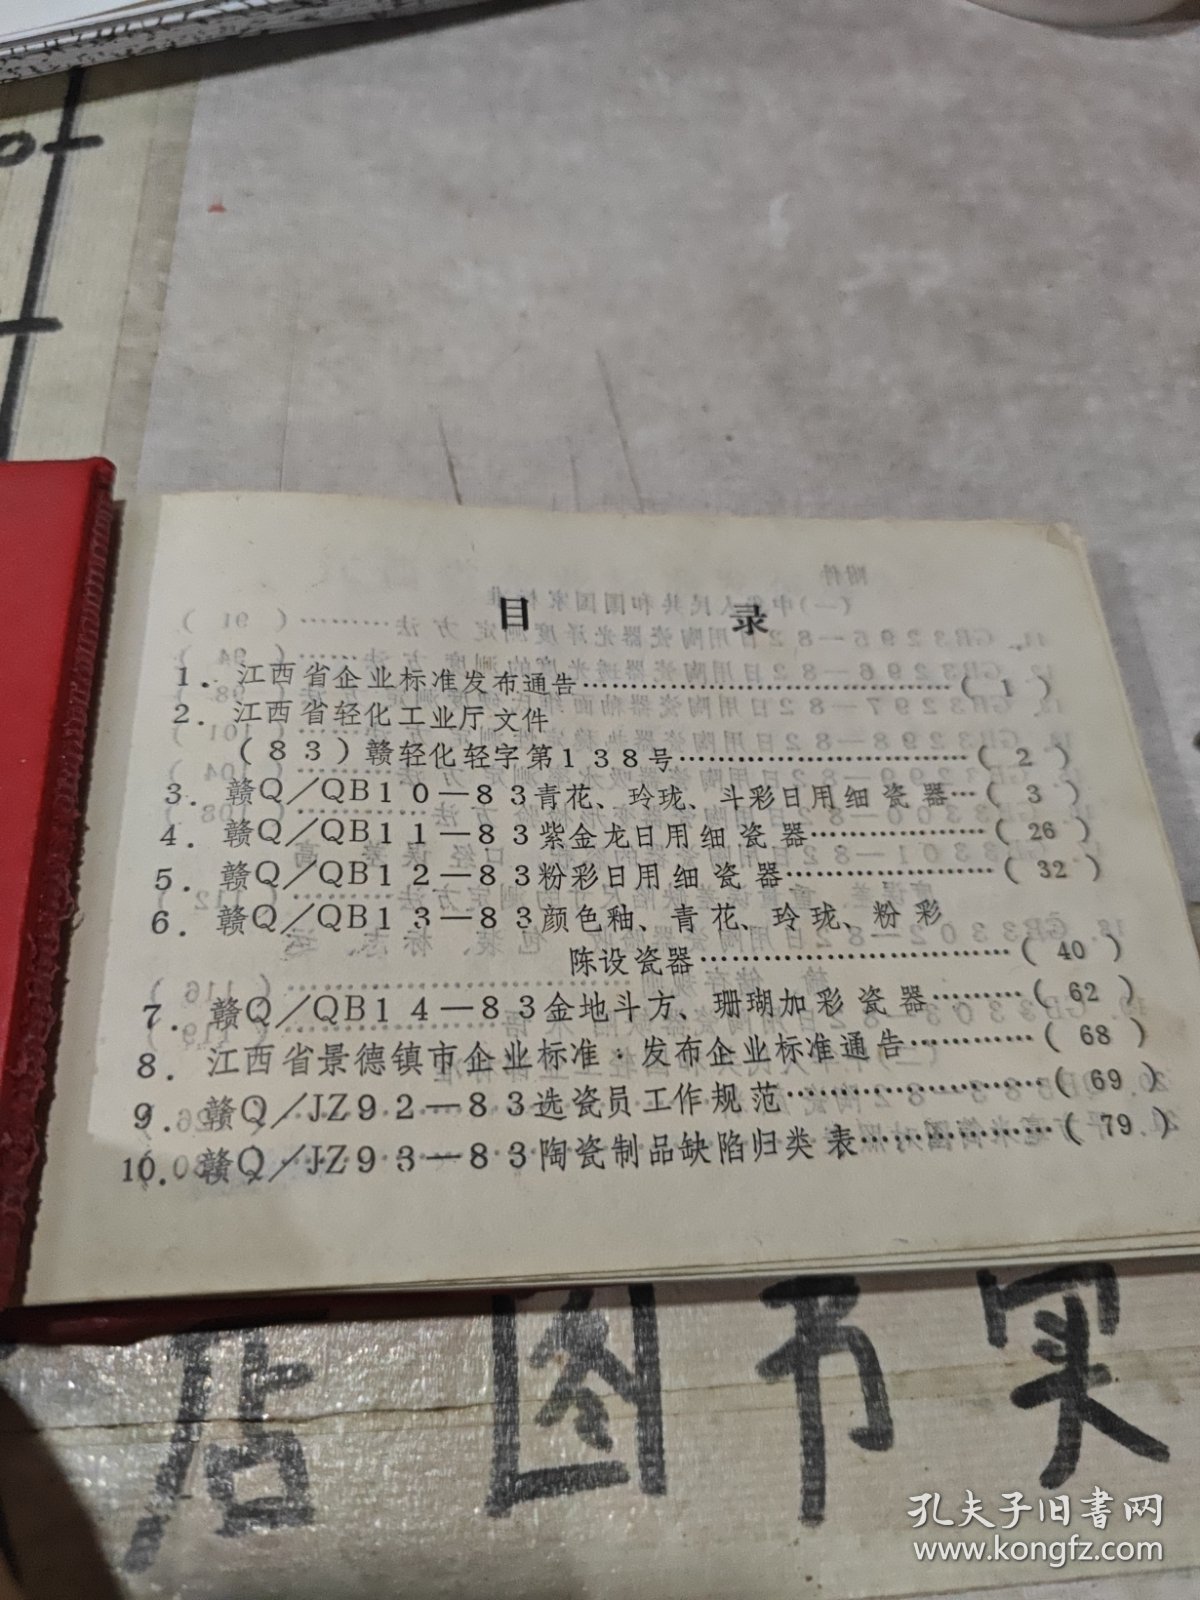 目 录
1. 江西省企业标准发布通告…………………………………( 1 )
2. 江西省轻化工业厅文件
(83)赣轻化轻字第138号…………………………( 2 )
3. 赣Q/QB10—83青花、玲珑、斗彩日用细瓷器…( 3 )
4. 赣Q/QB11—83紫金龙日用细瓷器………………( 26 )
5. 赣Q/QB12—83粉彩日用细瓷器…………………( 32 )
6. 赣Q/QB13—83颜色釉、青花、玲珑、粉彩
陈设瓷器…………………………( 40 )
7. 赣Q/QB14—83金地斗方、珊瑚加彩瓷器………( 62 )
8. 江西省景德镇市企业标准·发布企业标准通告…………( 68 )
9. 赣Q/JZ92—83选瓷员工作规范……………………( 69 )
10. 赣Q/JZ93—83陶瓷制品缺陷归类表………………( 79 )
店图书实
孔夫子旧书网
www.kongfz.com